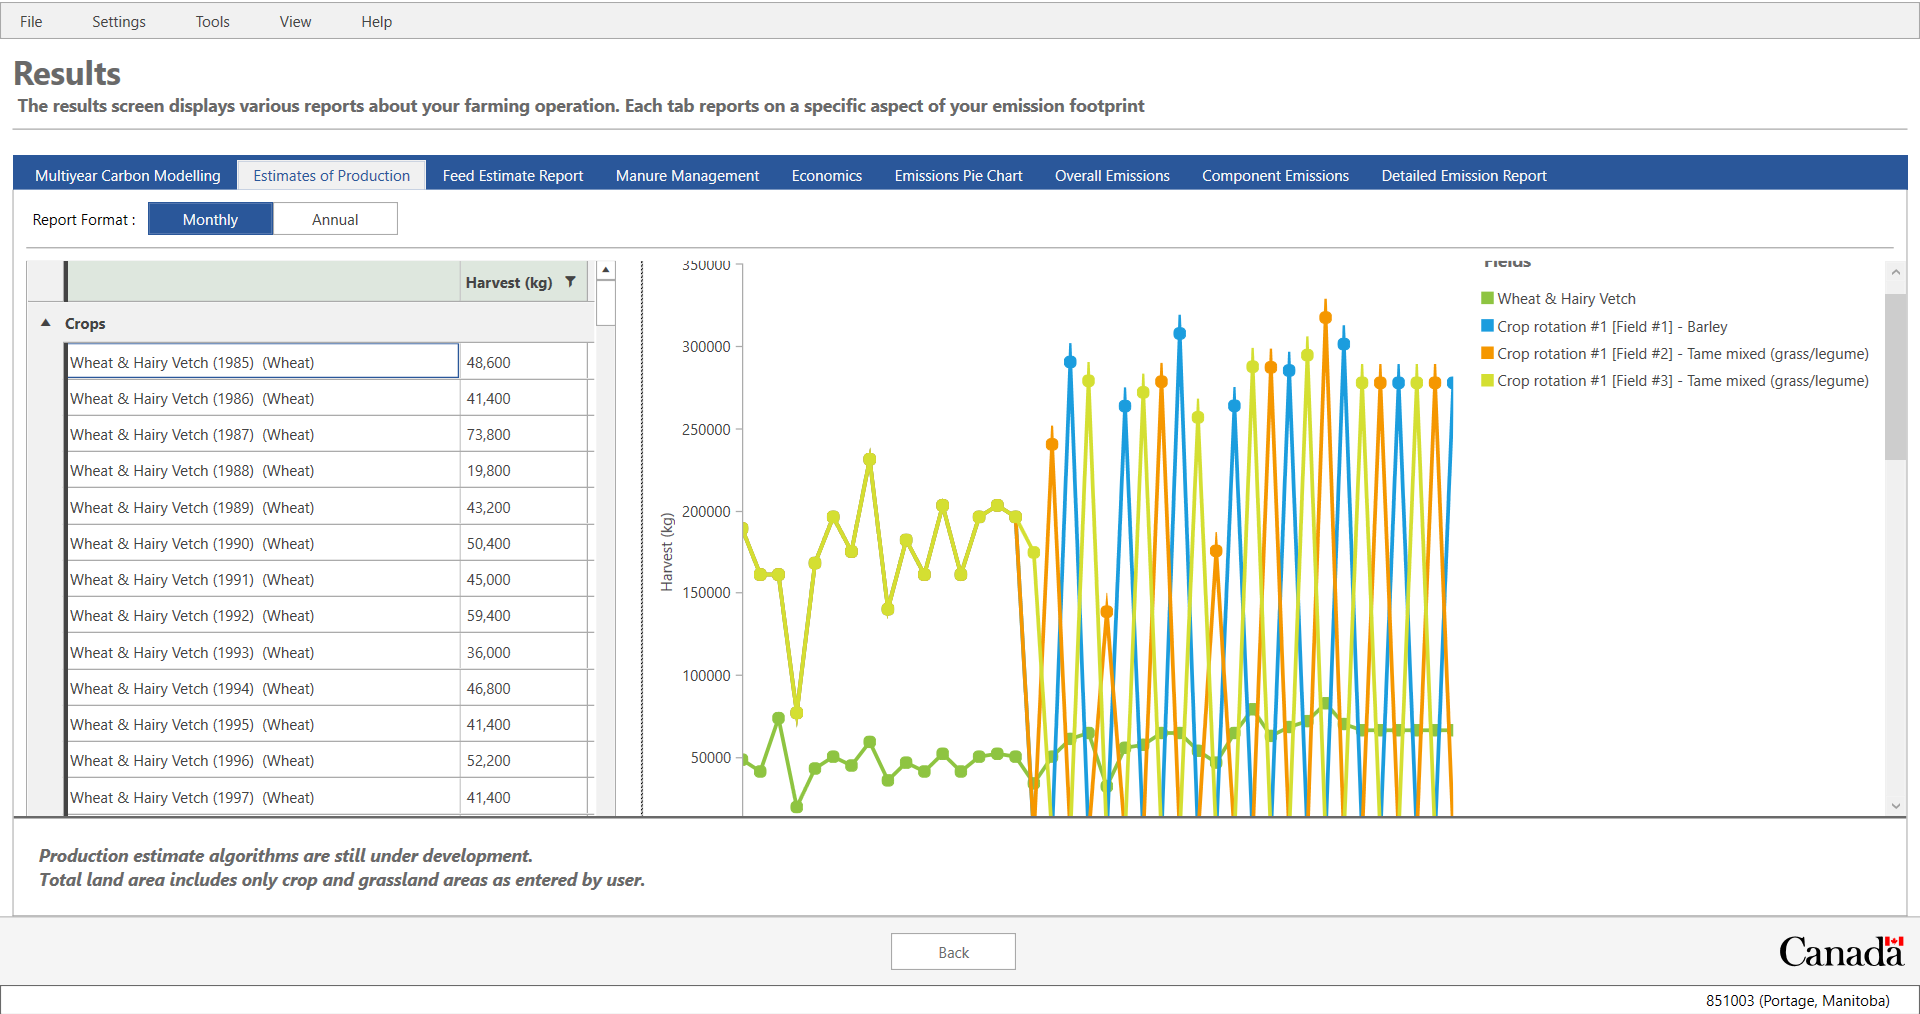 File Settings Tools View Help
Results
The results screen displays various reports about your farming operation. Each tab reports on a specific aspect of your emission footprint
Multiyear Carbon Modelling Estimates of Production Feed Estimate Report Manure Management Economics Emissions Pie Chart Overall Emissions Component Emissions Detailed Emission Report
Report Format : Monthly Annual
Harvest (kg)
Crops
Wheat & Hairy Vetch (1985) (Wheat) 48,600
Wheat & Hairy Vetch (1986) (Wheat) 41,400
Wheat & Hairy Vetch (1987) (Wheat) 73,800
Wheat & Hairy Vetch (1988) (Wheat) 19,800
Wheat & Hairy Vetch (1989) (Wheat) 43,200
Wheat & Hairy Vetch (1990) (Wheat) 50,400
Wheat & Hairy Vetch (1991) (Wheat) 45,000
Wheat & Hairy Vetch (1992) (Wheat) 59,400
Wheat & Hairy Vetch (1993) (Wheat) 36,000
Wheat & Hairy Vetch (1994) (Wheat) 46,800
Wheat & Hairy Vetch (1995) (Wheat) 41,400
Wheat & Hairy Vetch (1996) (Wheat) 52,200
Wheat & Hairy Vetch (1997) (Wheat) 41,400
350000
300000
250000
200000
150000
100000
50000
Harvest (kg)
Fields
Wheat & Hairy Vetch
Crop rotation #1 [Field #1] - Barley
Crop rotation #1 [Field #2] - Tame mixed (grass/legume)
Crop rotation #1 [Field #3] - Tame mixed (grass/legume)
Production estimate algorithms are still under development.
Total land area includes only crop and grassland areas as entered by user.
Back
Canada
851003 (Portage, Manitoba)